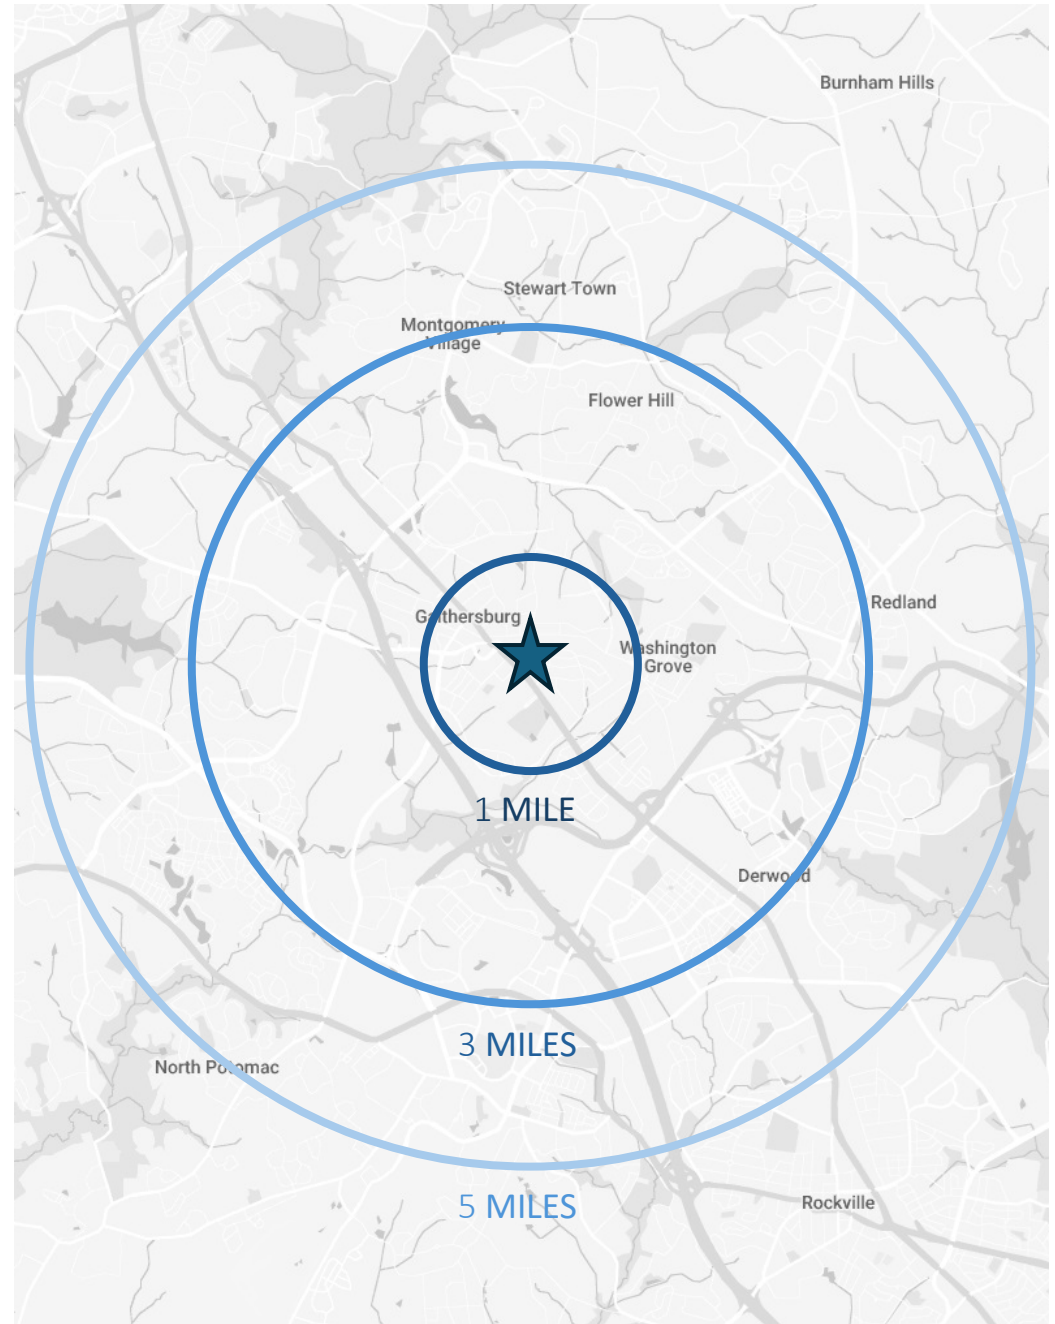 Burnham Hills
Stewart Town
Montgomery
Village
Flower Hill
Redland
Gaithersburg
Washington
Grove
1 MILE
Derwood
3 MILES
North Potomac
Rockville
5 MILES